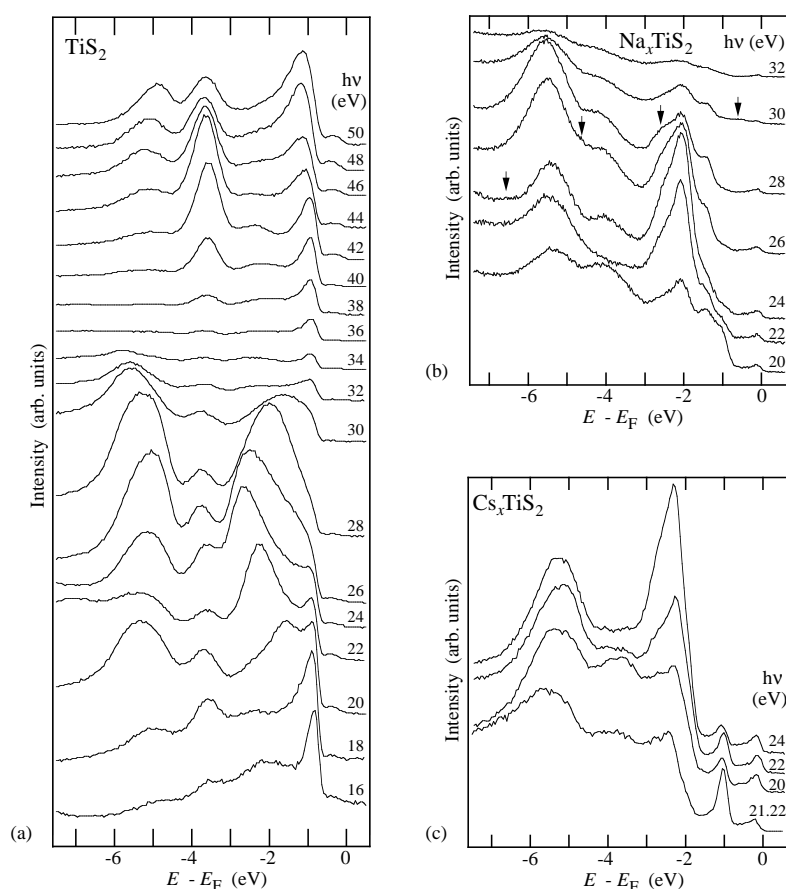 TiS2
hν
(eV)
50
48
46
44
42
40
38
36
34
32
30
28
26
24
22
20
18
16
Intensity (arb. units)
(a)
-6
-4
-2
0
E - EF (eV)
NaxTiS2
hν (eV)
32
30
28
26
24
22
20
Intensity (arb. units)
(b)
-6
-4
-2
0
E - EF (eV)
CsxTiS2
hν
(eV)
24
22
20
21.22
Intensity (arb. units)
(c)
-6
-4
-2
0
E - EF (eV)